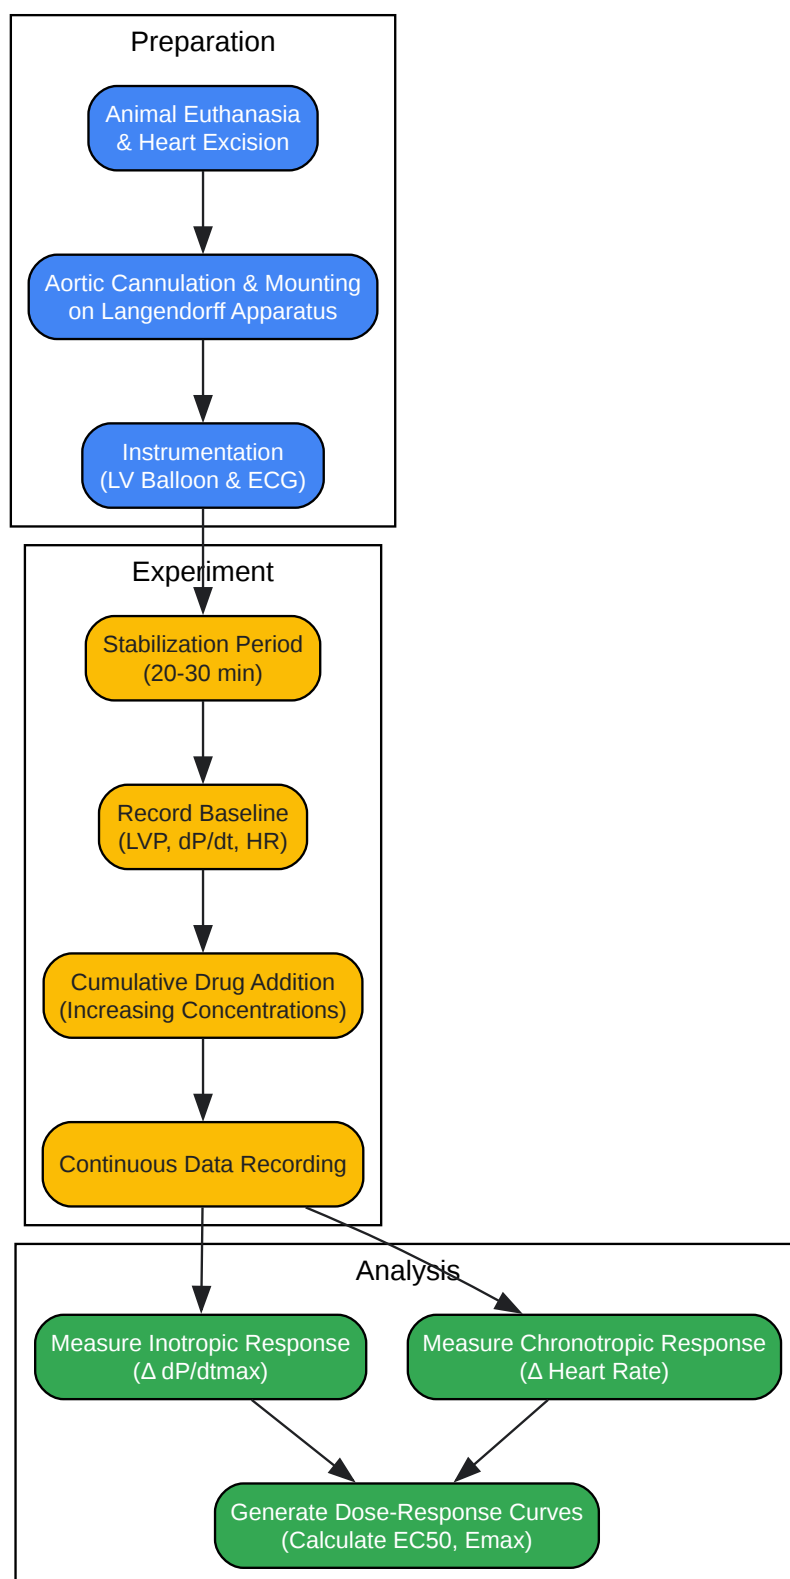 Preparation
Animal Euthanasia
& Heart Excision
Aortic Cannulation & Mounting
on Langendorff Apparatus
Instrumentation
(LV Balloon & ECG)
Experiment
Stabilization Period
(20-30 min)
Record Baseline
(LVP, dP/dt, HR)
Cumulative Drug Addition
(Increasing Concentrations)
Continuous Data Recording
Analysis
Measure Inotropic Response
(Δ dP/dtmax)
Measure Chronotropic Response
(Δ Heart Rate)
Generate Dose-Response Curves
(Calculate EC50, Emax)